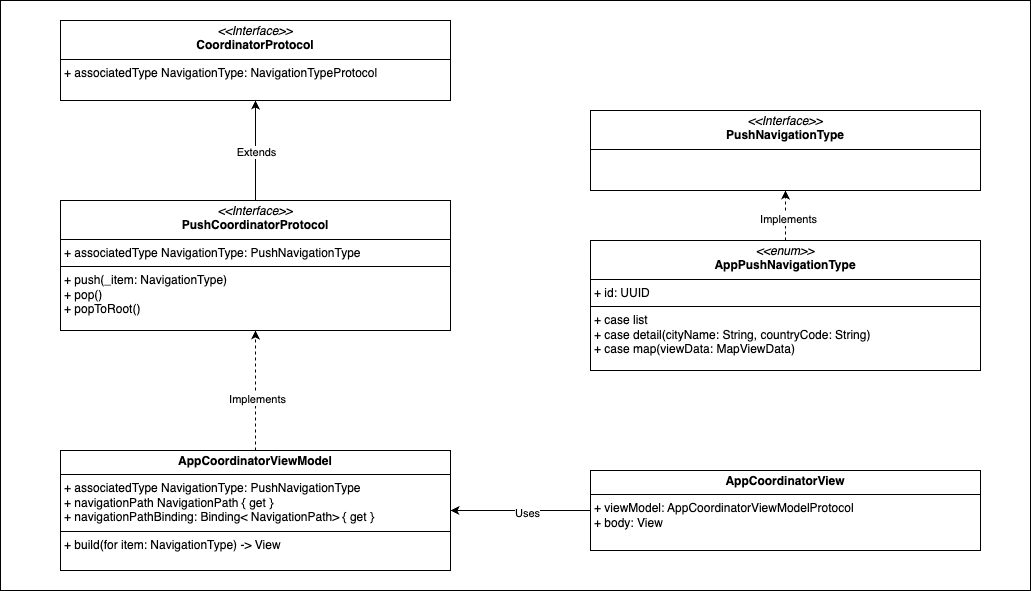 <<Interface>>
CoordinatorProtocol
+ associatedType NavigationType: NavigationTypeProtocol
Extends
<<Interface>>
PushCoordinatorProtocol
+ associatedType NavigationType: PushNavigationType
+ push(_item: NavigationType)
+ pop()
+ popToRoot()
Implements
AppCoordinatorViewModel
+ associatedType NavigationType: PushNavigationType
+ navigationPath NavigationPath { get }
+ navigationPathBinding: Binding< NavigationPath> { get }
+ build(for item: NavigationType) -> View
<<Interface>>
PushNavigationType
Implements
<<enum>>
AppPushNavigationType
+ id: UUID
+ case list
+ case detail(cityName: String, countryCode: String)
+ case map(viewData: MapViewData)
Uses
AppCoordinatorView
+ viewModel: AppCoordinatorViewModelProtocol
+ body: View